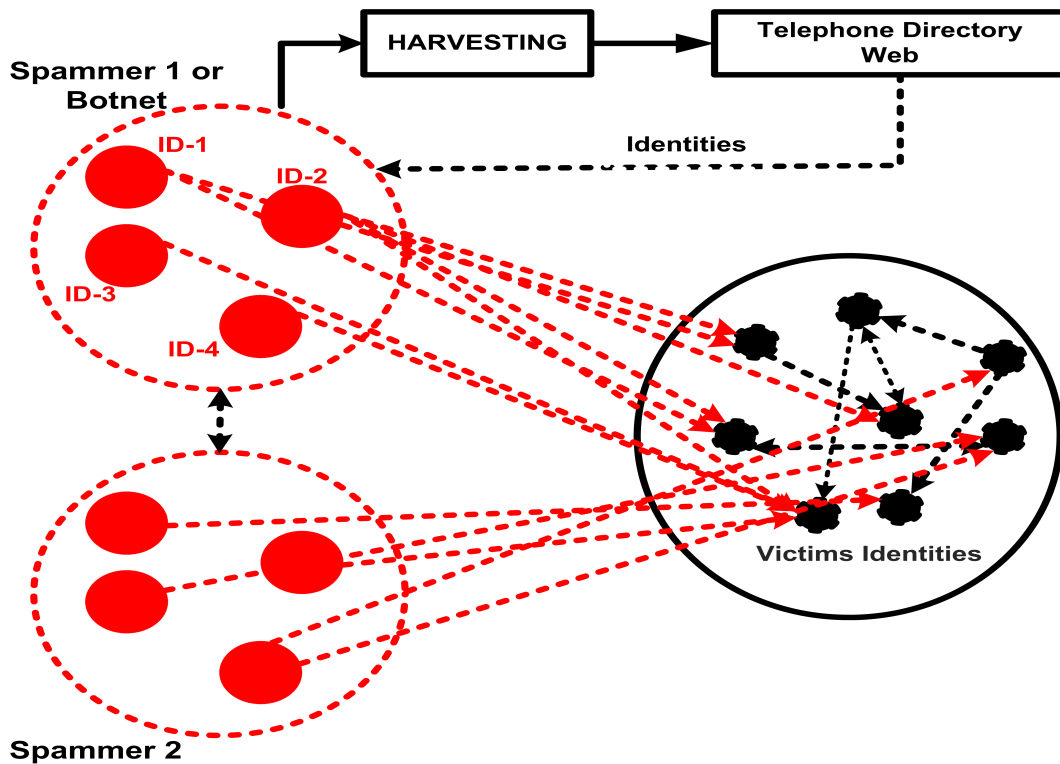 HARVESTING
Telephone Directory
Web
Spammer 1 or
Botnet
Identities
ID-1
ID-2
ID-3
ID-4
Victims Identities
Spammer 2